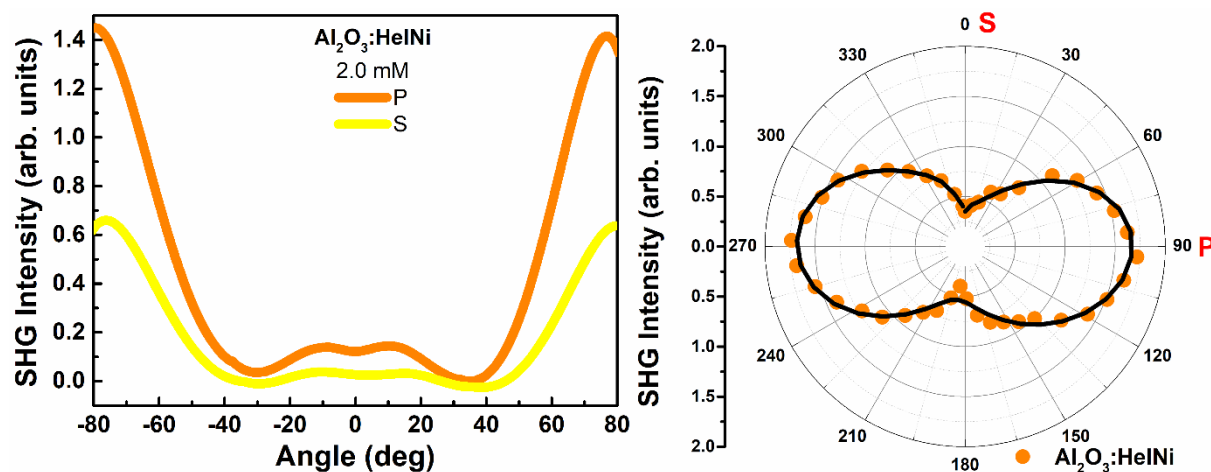 SHG Intensity (arb. units)
1.4
1.2
1.0
0.8
0.6
0.4
0.2
0.0
-80 -60 -40 -20 0 20 40 60 80
Angle (deg)
Al₂O₃:HelNi
2.0 mM
P
S
SHG Intensity (arb. units)
2.0
1.5
1.0
0.5
0.0
0.5
1.0
1.5
2.0
0 S
30
60
90 P
120
150
180
210
240
270
300
330
Al₂O₃:HelNi